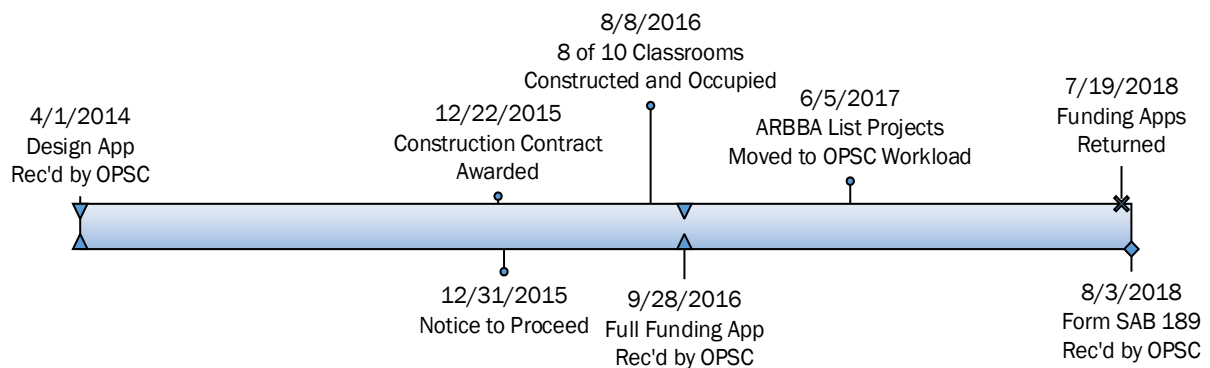 4/1/2014
Design App
Rec'd by OPSC
12/22/2015
Construction Contract
Awarded
8/8/2016
8 of 10 Classrooms
Constructed and Occupied
6/5/2017
ARBBA List Projects
Moved to OPSC Workload
7/19/2018
Funding Apps
Returned
12/31/2015
Notice to Proceed
9/28/2016
Full Funding App
Rec'd by OPSC
8/3/2018
Form SAB 189
Rec'd by OPSC